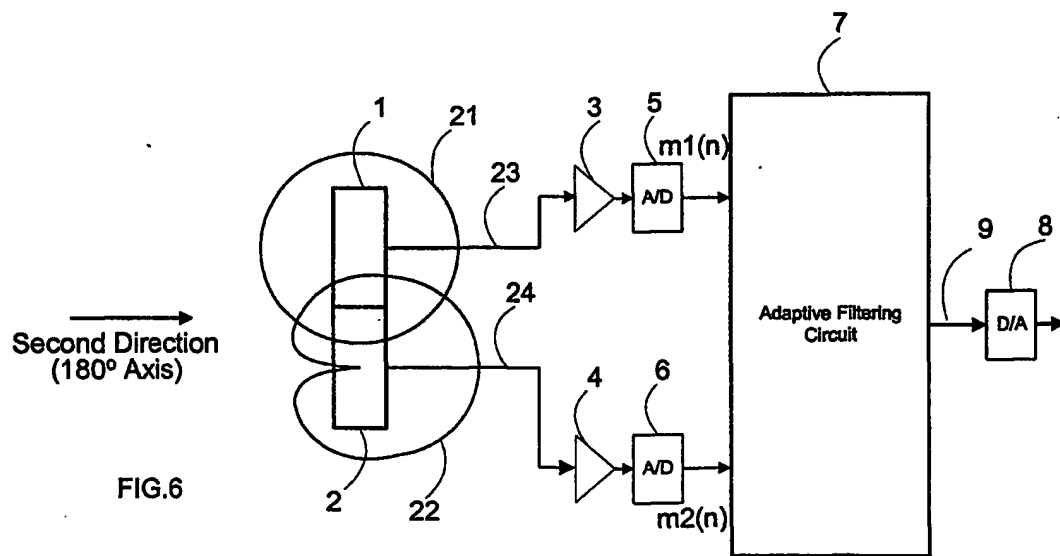 7
1
21
3
5
m1(n)
23
A/D
9
8
24
Adaptive Filtering
Circuit
D/A
Second Direction
(180º Axis)
4
6
A/D
FIG.6
2
22
m2(n)